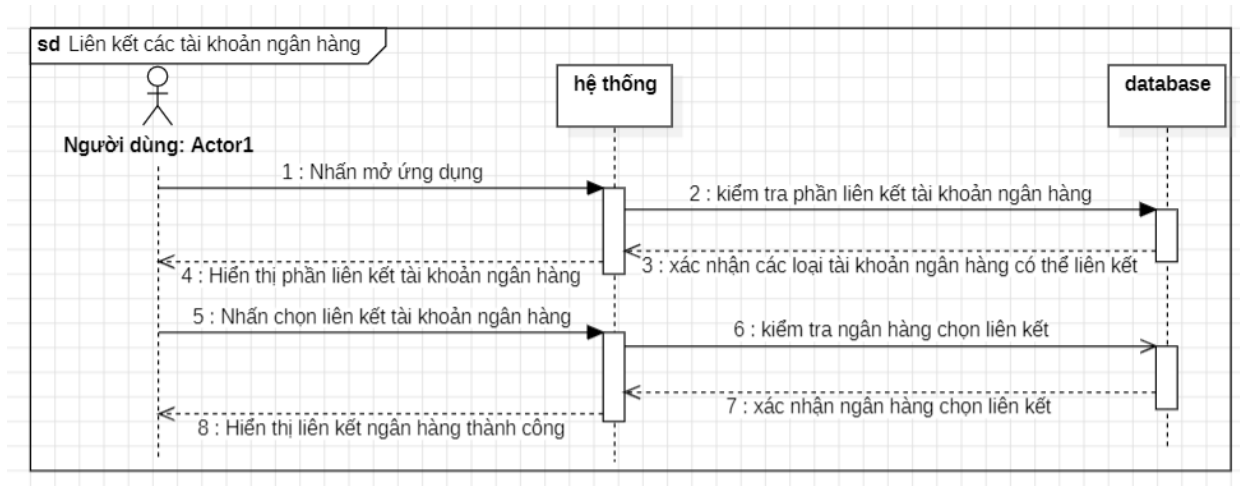 sd Liên kết các tài khoản ngân hàng
hệ thống
database
Người dùng: Actor1
1 : Nhấn mở ứng dụng
2 : kiểm tra phần liên kết tài khoản ngân hàng
3 : xác nhận các loại tài khoản ngân hàng có thể liên kết
4 : Hiển thị phần liên kết tài khoản ngân hàng
5 : Nhấn chọn liên kết tài khoản ngân hàng
6 : kiểm tra ngân hàng chọn liên kết
7 : xác nhận ngân hàng chọn liên kết
8 : Hiển thị liên kết ngân hàng thành công